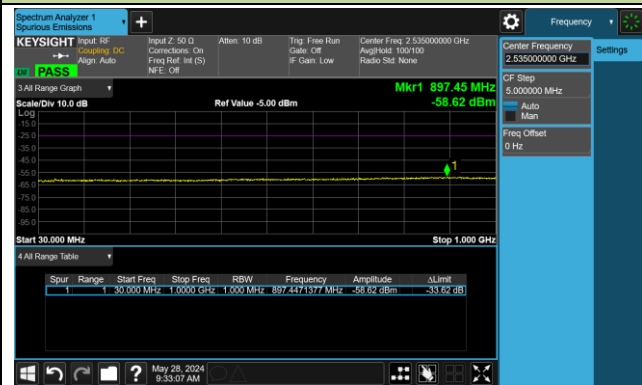 Spectrum Analyzer 1
Spurious Emissions
Frequency
KEYSIGHT Input: RF
Coupling: DC
Align: Auto
Input Z: 50 Ω
Corrections: On
Freq Ref: Int (S)
NFE: Off
Atten: 10 dB
Trig: Free Run
Gate: Off
IF Gain: Low
Center Freq: 2.535000000 GHz
Avg|Hold: 100/100
Radio Std: None
PASS
Center Frequency
2.535000000 GHz
Settings
CF Step
5.000000 MHz
Auto
Man
Freq Offset
0 Hz
3 All Range Graph
Mkr1 897.45 MHz
Scale/Div 10.0 dB
Ref Value -5.00 dBm
-58.62 dBm
Log
-15.0
-25.0
-35.0
-45.0
-55.0
-65.0
-75.0
-85.0
-95.0
1
Start 30.000 MHz
Stop 1.000 GHz
4 All Range Table
Spur Range Start Freq Stop Freq RBW Frequency Amplitude ΔLimit
1 1 30.000 MHz 1.0000 GHz 1.000 MHz 897.4471377 MHz -58.62 dBm -33.62 dB
May 28, 2024
9:33:07 AM